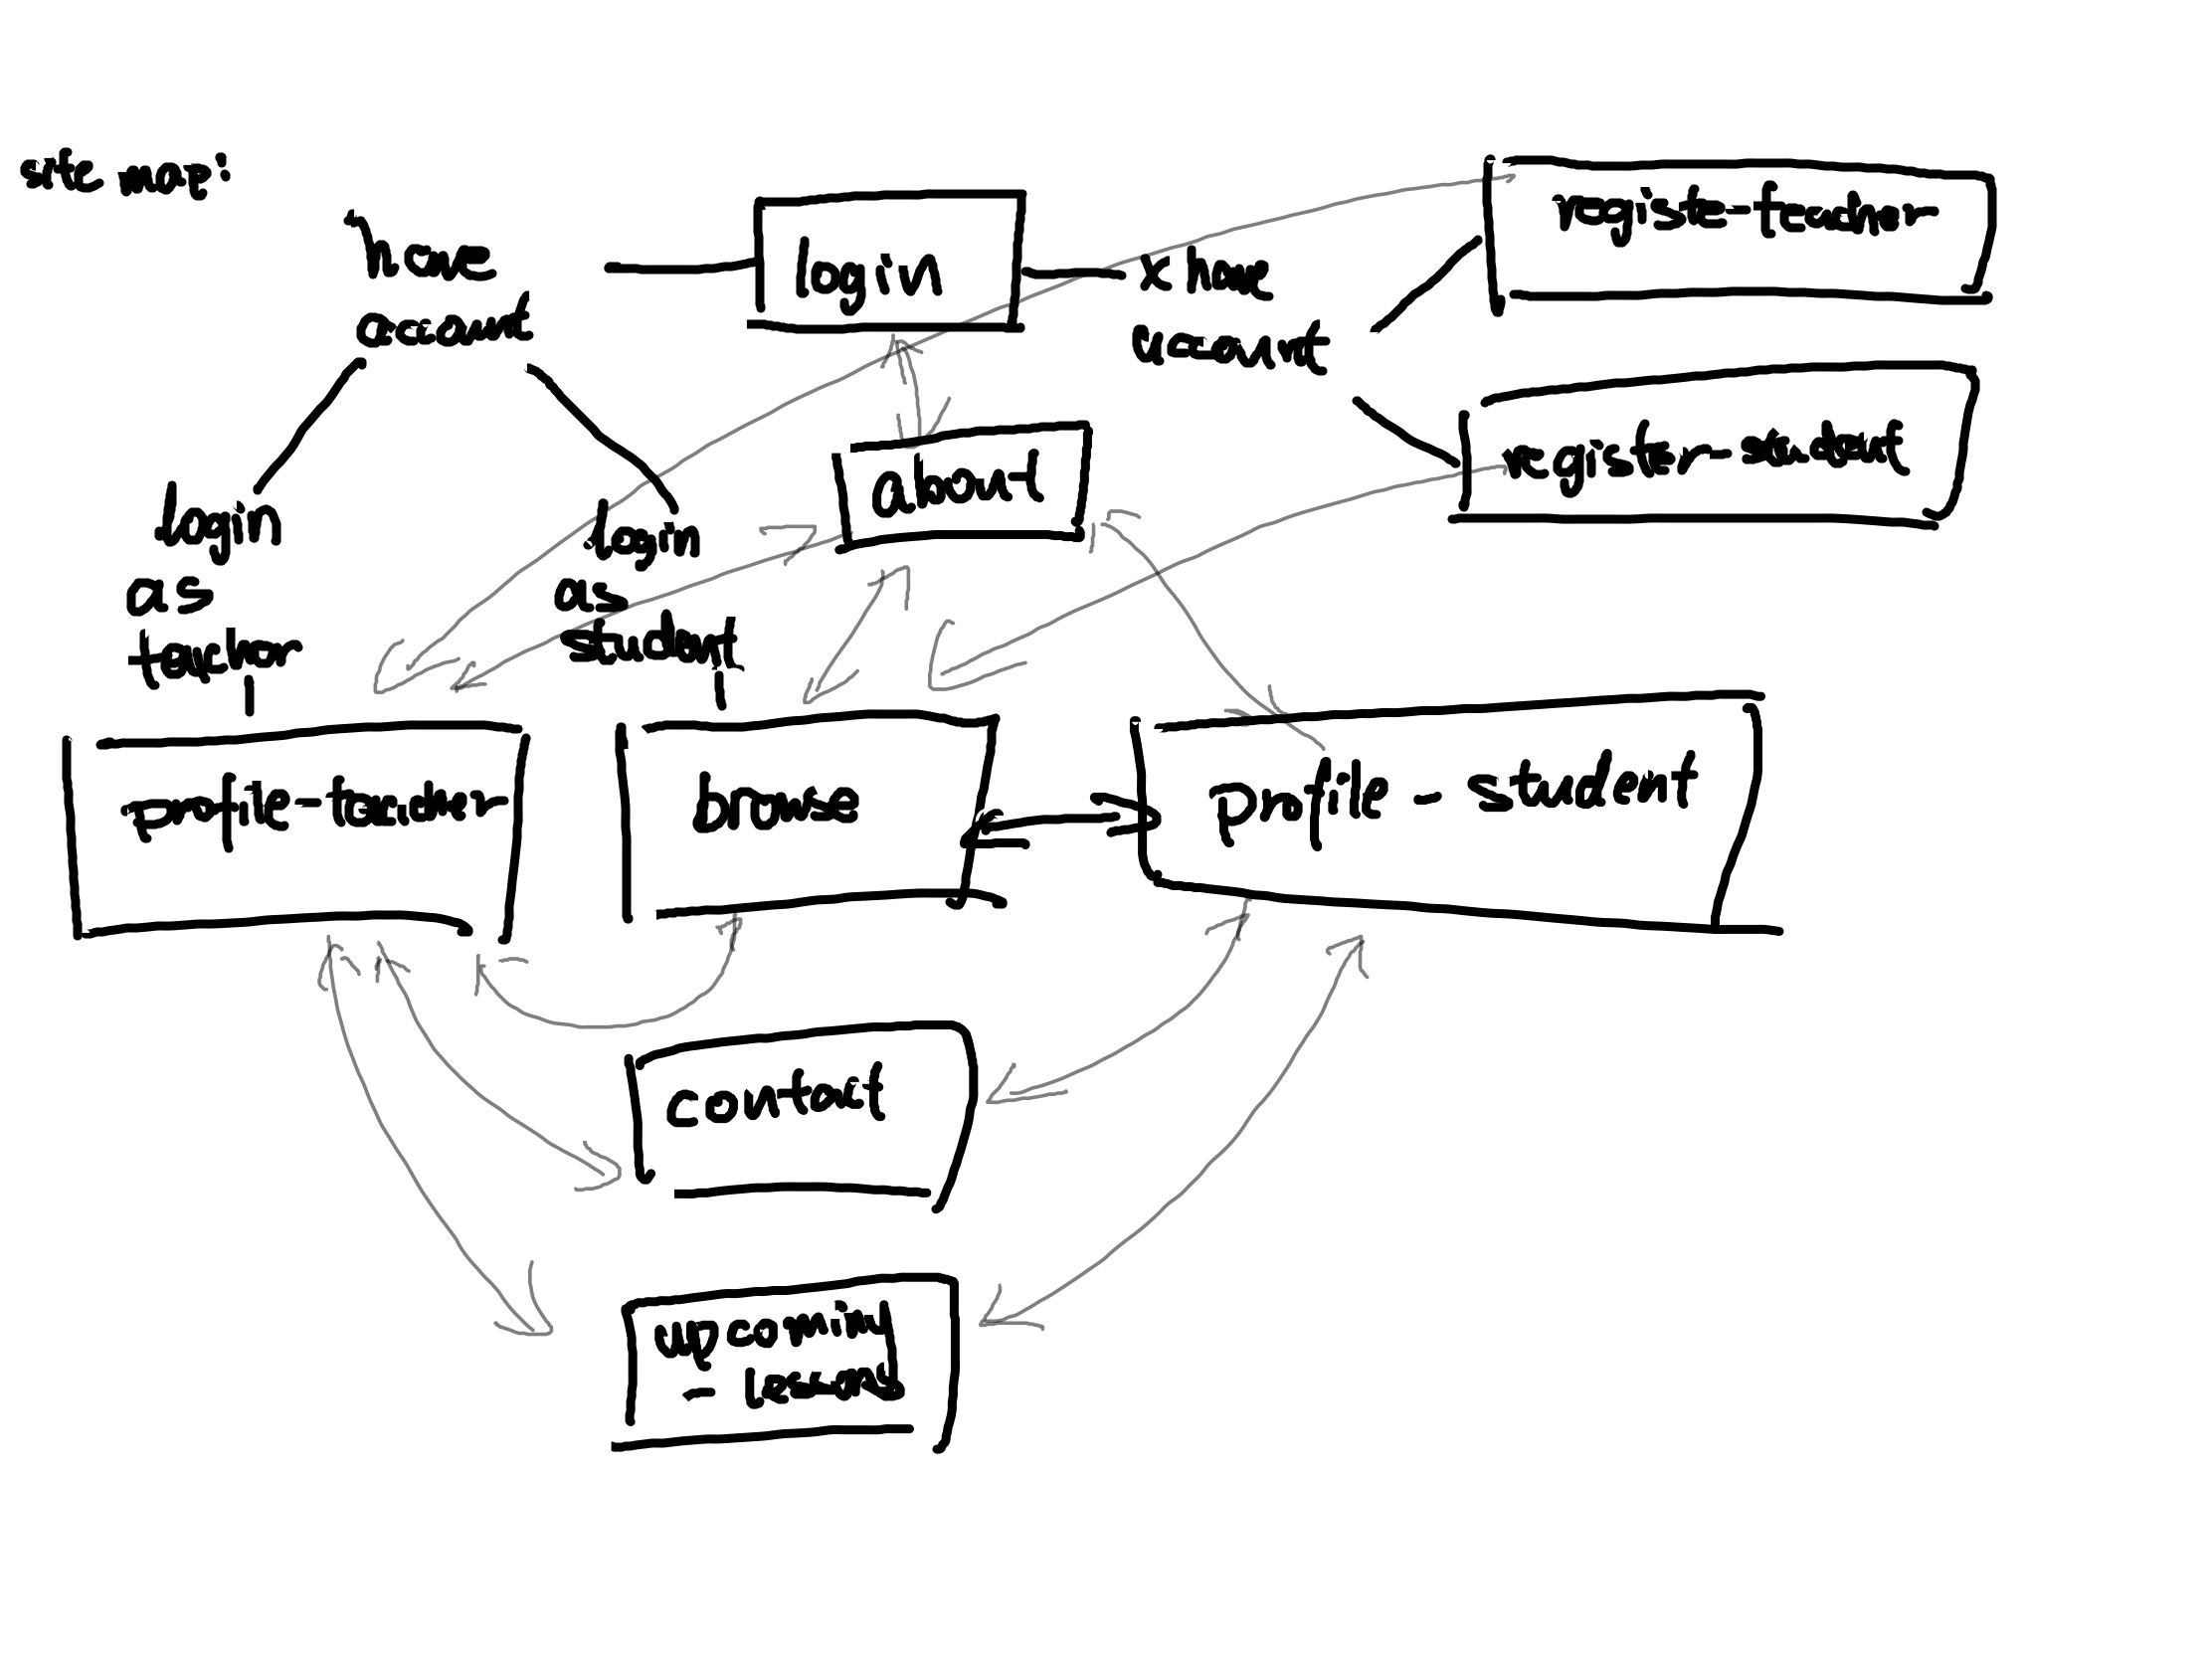 site map:
have
account
login
x have
account
registe-teacher
register-student
about
login
as
teacher
login
as
student
profile-teacher
browse
profile - student
contact
upcoming
- lessons